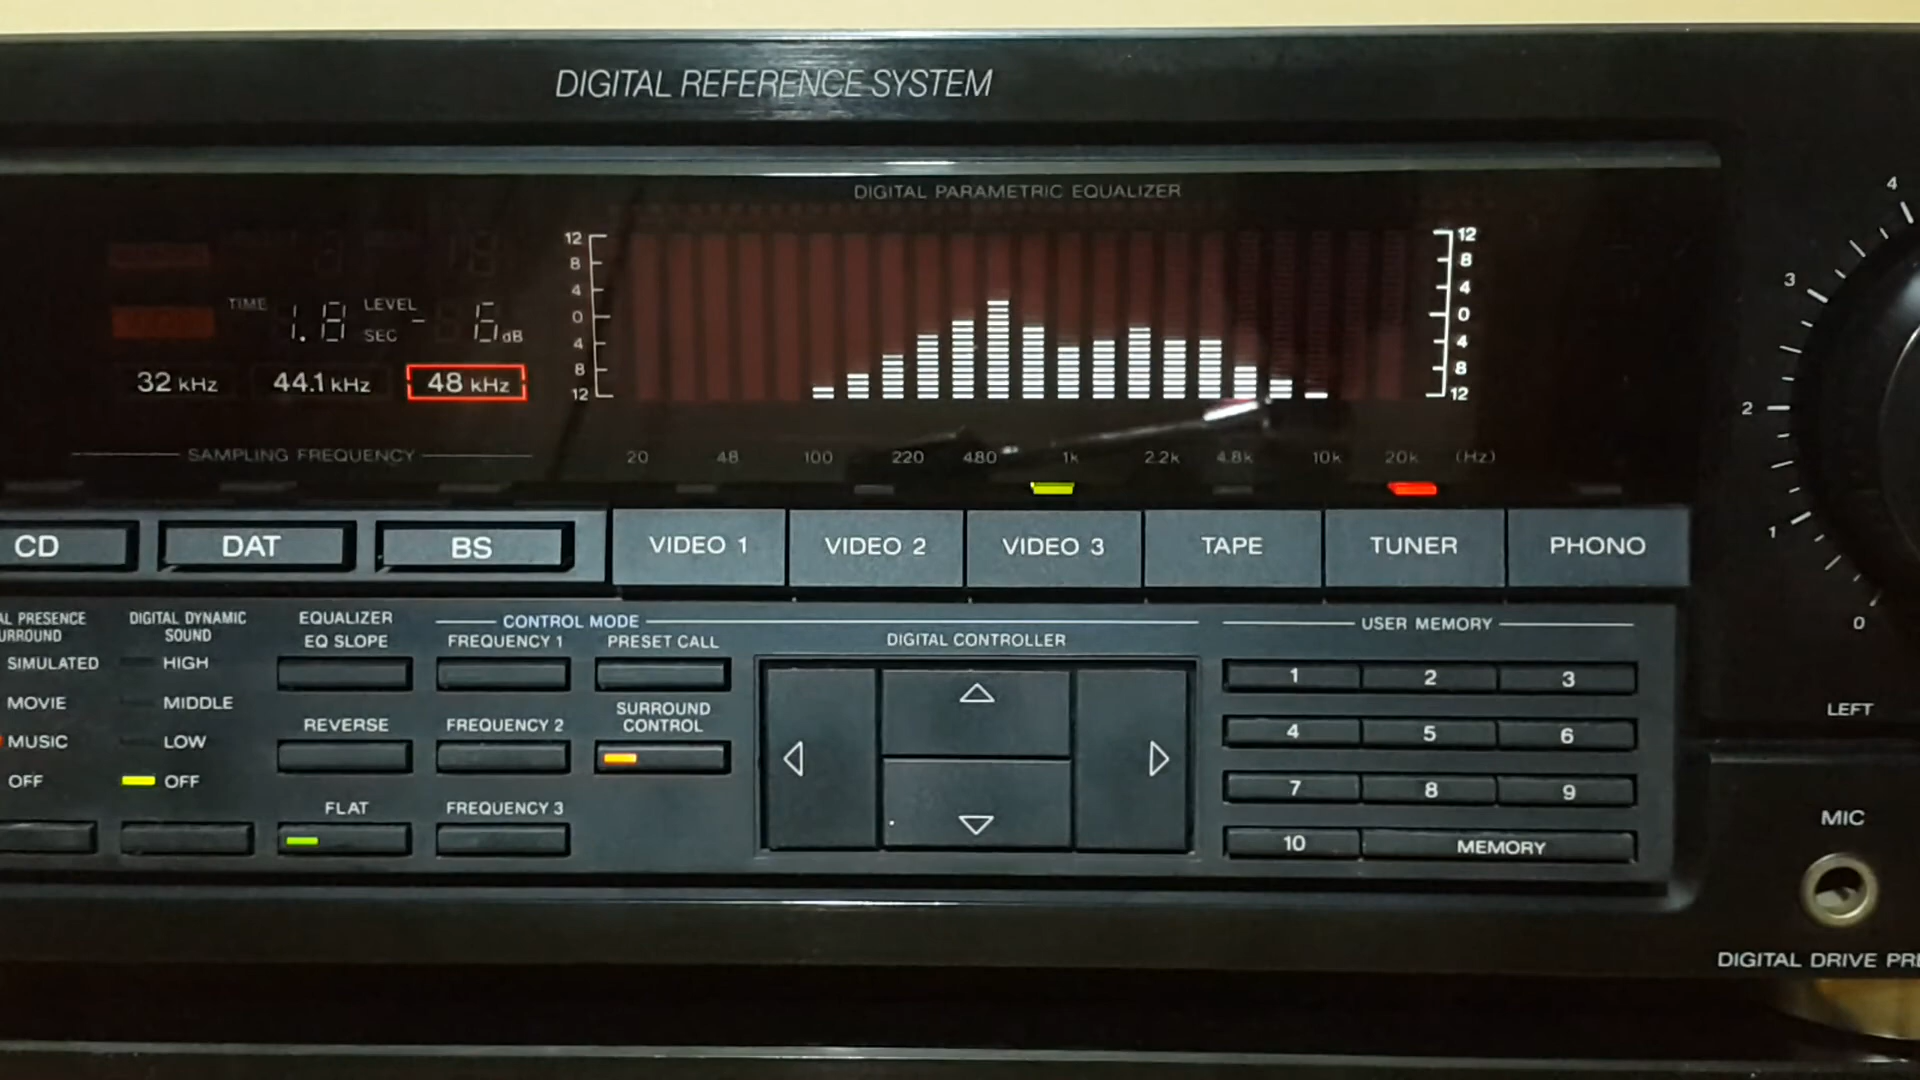 DIGITAL REFERENCE SYSTEM
DIGITAL PARAMETRIC EQUALIZER
12 12
8 8
4 4
0 0
4 4
8 8
12 12
TIME 1.8 SEC LEVEL - 6 dB
32 kHz 44.1 kHz 48 kHz
SAMPLING FREQUENCY
20 48 100 220 480 1k 2.2k 4.8k 10k 20k (Hz)
CD DAT BS VIDEO 1 VIDEO 2 VIDEO 3 TAPE TUNER PHONO
AL PRESENCE
URROUND
SIMULATED
MOVIE
MUSIC
OFF
DIGITAL DYNAMIC
SOUND
HIGH
MIDDLE
LOW
OFF
EQUALIZER
EQ SLOPE
REVERSE
FLAT
CONTROL MODE
FREQUENCY 1
FREQUENCY 2
FREQUENCY 3
PRESET CALL
SURROUND
CONTROL
DIGITAL CONTROLLER
USER MEMORY
1 2 3
4 5 6
7 8 9
10 MEMORY
4
3
2
1
0
LEFT
MIC
DIGITAL DRIVE PRE